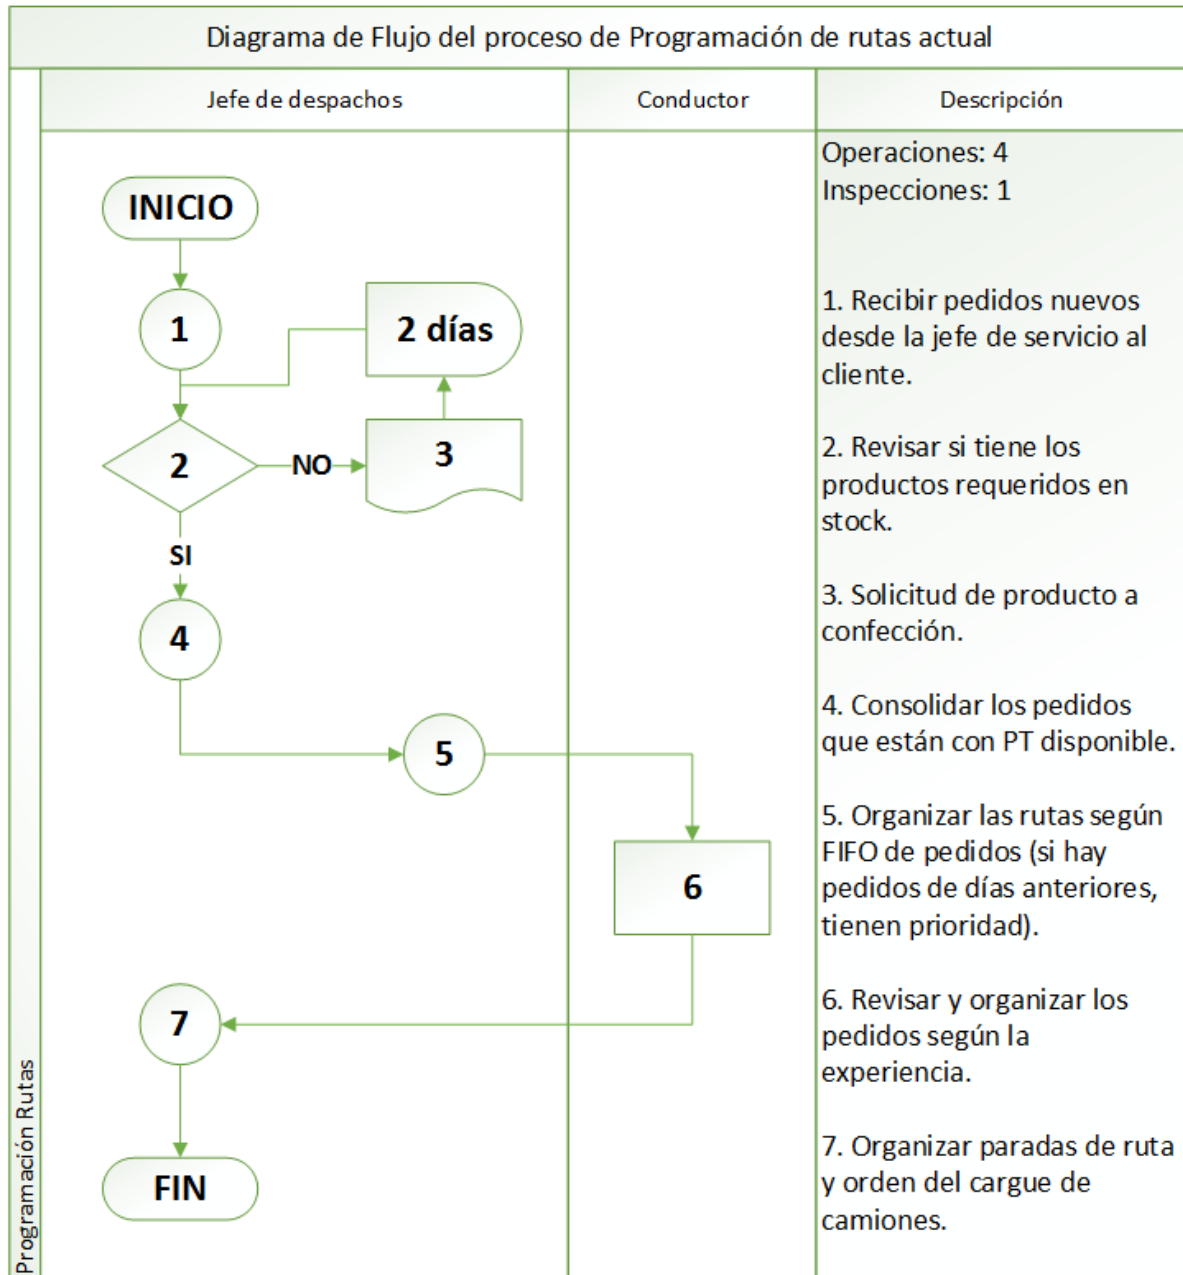 Diagrama de Flujo del proceso de Programación de rutas actual
Jefe de despachos
Conductor
Descripción
Programación Rutas
INICIO
1
2 días
2
NO
3
SI
4
5
6
7
FIN
Operaciones: 4
Inspecciones: 1
1. Recibir pedidos nuevos
desde la jefe de servicio al
cliente.
2. Revisar si tiene los
productos requeridos en
stock.
3. Solicitud de producto a
confección.
4. Consolidar los pedidos
que están con PT disponible.
5. Organizar las rutas según
FIFO de pedidos (si hay
pedidos de días anteriores,
tienen prioridad).
6. Revisar y organizar los
pedidos según la
experiencia.
7. Organizar paradas de ruta
y orden del cargue de
camiones.